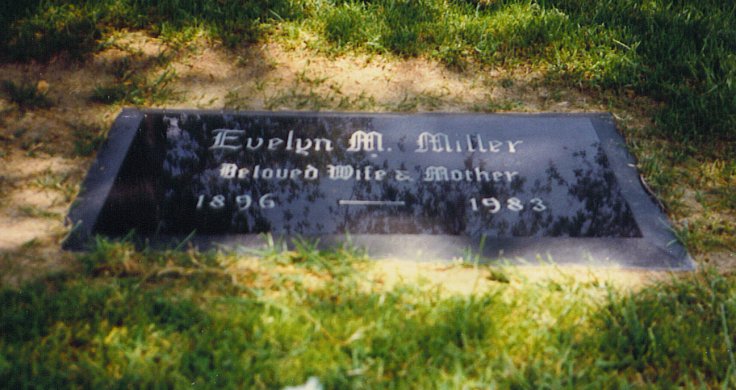 Evelyn M. Miller
Beloved Wife & Mother
1896 — 1983